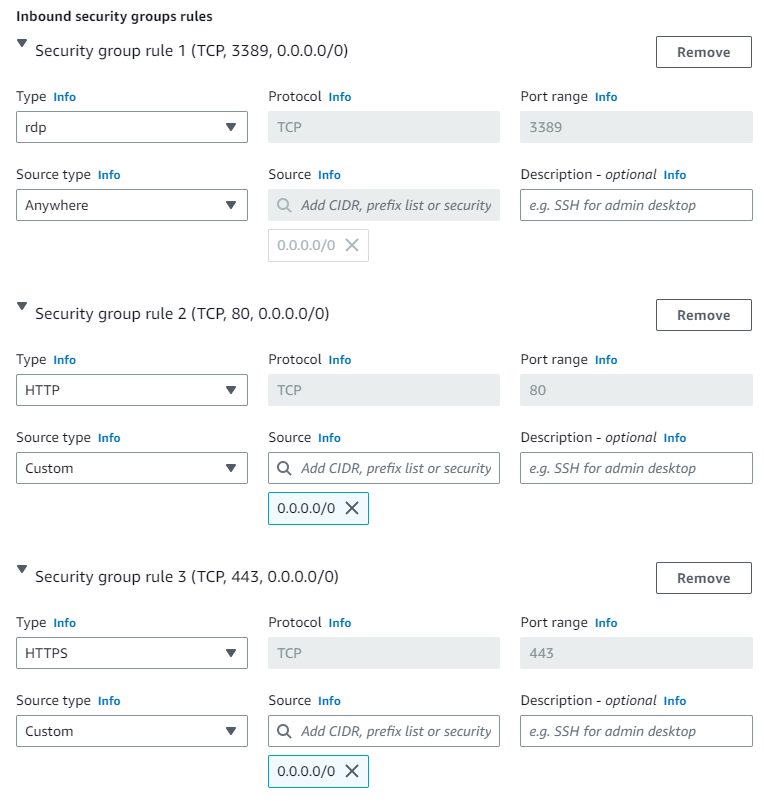 Inbound security groups rules
Security group rule 1 (TCP, 3389, 0.0.0.0/0)
Remove
Type Info
Protocol Info
Port range Info
rdp
TCP
3389
Source type Info
Source Info
Description - optional Info
Anywhere
Add CIDR, prefix list or security
e.g. SSH for admin desktop
0.0.0.0/0
Security group rule 2 (TCP, 80, 0.0.0.0/0)
Remove
Type Info
Protocol Info
Port range Info
HTTP
TCP
80
Source type Info
Source Info
Description - optional Info
Custom
Add CIDR, prefix list or security
e.g. SSH for admin desktop
0.0.0.0/0
Security group rule 3 (TCP, 443, 0.0.0.0/0)
Remove
Type Info
Protocol Info
Port range Info
HTTPS
TCP
443
Source type Info
Source Info
Description - optional Info
Custom
Add CIDR, prefix list or security
e.g. SSH for admin desktop
0.0.0.0/0